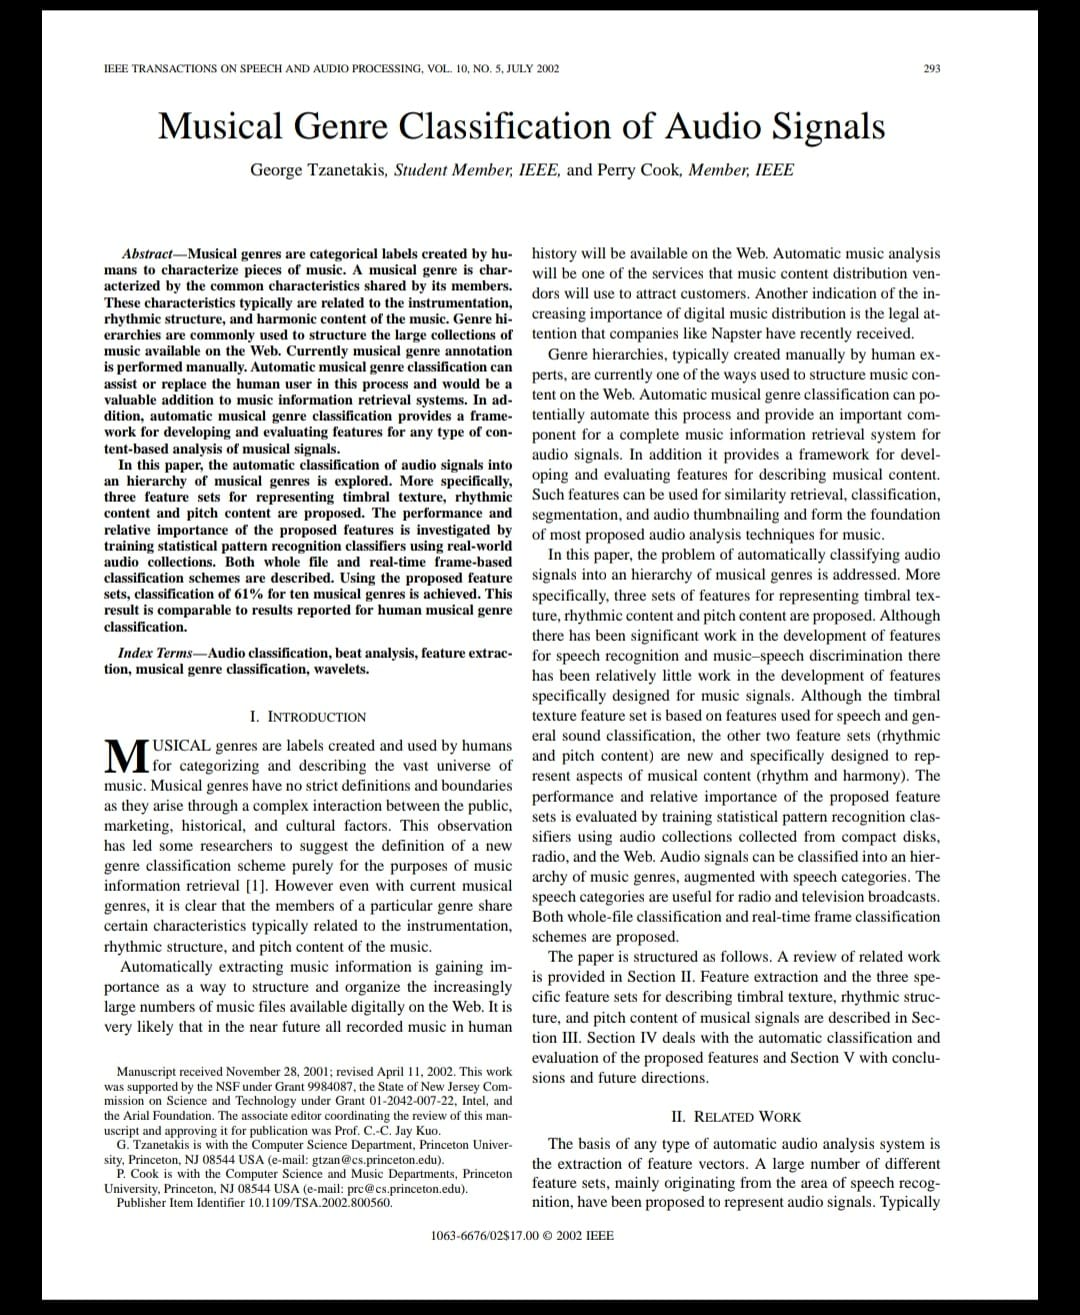 IEEE TRANSACTIONS ON SPEECH AND AUDIO PROCESSING, VOL. 10, NO. 5, JULY 2002 293
Musical Genre Classification of Audio Signals
George Tzanetakis, Student Member, IEEE, and Perry Cook, Member, IEEE
Abstract—Musical genres are categorical labels created by hu-
mans to characterize pieces of music. A musical genre is char-
acterized by the common characteristics shared by its members.
These characteristics typically are related to the instrumentation,
rhythmic structure, and harmonic content of the music. Genre hi-
erarchies are commonly used to structure the large collections of
music available on the Web. Currently musical genre annotation
is performed manually. Automatic musical genre classification can
assist or replace the human user in this process and would be a
valuable addition to music information retrieval systems. In ad-
dition, automatic musical genre classification provides a frame-
work for developing and evaluating features for any type of con-
tent-based analysis of musical signals.
In this paper, the automatic classification of audio signals into
an hierarchy of musical genres is explored. More specifically,
three feature sets for representing timbral texture, rhythmic
content and pitch content are proposed. The performance and
relative importance of the proposed features is investigated by
training statistical pattern recognition classifiers using real-world
audio collections. Both whole file and real-time frame-based
classification schemes are described. Using the proposed feature
sets, classification of 61% for ten musical genres is achieved. This
result is comparable to results reported for human musical genre
classification.
Index Terms—Audio classification, beat analysis, feature extrac-
tion, musical genre classification, wavelets.
I. INTRODUCTION
MUSICAL genres are labels created and used by humans
for categorizing and describing the vast universe of
music. Musical genres have no strict definitions and boundaries
as they arise through a complex interaction between the public,
marketing, historical, and cultural factors. This observation
has led some researchers to suggest the definition of a new
genre classification scheme purely for the purposes of music
information retrieval [1]. However even with current musical
genres, it is clear that the members of a particular genre share
certain characteristics typically related to the instrumentation,
rhythmic structure, and pitch content of the music.
Automatically extracting music information is gaining im-
portance as a way to structure and organize the increasingly
large numbers of music files available digitally on the Web. It is
very likely that in the near future all recorded music in human
Manuscript received November 28, 2001; revised April 11, 2002. This work
was supported by the NSF under Grant 9984087, the State of New Jersey Com-
mission on Science and Technology under Grant 01-2042-007-22, Intel, and
the Arial Foundation. The associate editor coordinating the review of this man-
uscript and approving it for publication was Prof. C.-C. Jay Kuo.
G. Tzanetakis is with the Computer Science Department, Princeton Univer-
sity, Princeton, NJ 08544 USA (e-mail: gtzan@cs.princeton.edu).
P. Cook is with the Computer Science and Music Departments, Princeton
University, Princeton, NJ 08544 USA (e-mail: prc@cs.princeton.edu).
Publisher Item Identifier 10.1109/TSA.2002.800560.
history will be available on the Web. Automatic music analysis
will be one of the services that music content distribution ven-
dors will use to attract customers. Another indication of the in-
creasing importance of digital music distribution is the legal at-
tention that companies like Napster have recently received.
Genre hierarchies, typically created manually by human ex-
perts, are currently one of the ways used to structure music con-
tent on the Web. Automatic musical genre classification can po-
tentially automate this process and provide an important com-
ponent for a complete music information retrieval system for
audio signals. In addition it provides a framework for devel-
oping and evaluating features for describing musical content.
Such features can be used for similarity retrieval, classification,
segmentation, and audio thumbnailing and form the foundation
of most proposed audio analysis techniques for music.
In this paper, the problem of automatically classifying audio
signals into an hierarchy of musical genres is addressed. More
specifically, three sets of features for representing timbral tex-
ture, rhythmic content and pitch content are proposed. Although
there has been significant work in the development of features
for speech recognition and music–speech discrimination there
has been relatively little work in the development of features
specifically designed for music signals. Although the timbral
texture feature set is based on features used for speech and gen-
eral sound classification, the other two feature sets (rhythmic
and pitch content) are new and specifically designed to rep-
resent aspects of musical content (rhythm and harmony). The
performance and relative importance of the proposed feature
sets is evaluated by training statistical pattern recognition clas-
sifiers using audio collections collected from compact disks,
radio, and the Web. Audio signals can be classified into an hier-
archy of music genres, augmented with speech categories. The
speech categories are useful for radio and television broadcasts.
Both whole-file classification and real-time frame classification
schemes are proposed.
The paper is structured as follows. A review of related work
is provided in Section II. Feature extraction and the three spe-
cific feature sets for describing timbral texture, rhythmic struc-
ture, and pitch content of musical signals are described in Sec-
tion III. Section IV deals with the automatic classification and
evaluation of the proposed features and Section V with conclu-
sions and future directions.
II. RELATED WORK
The basis of any type of automatic audio analysis system is
the extraction of feature vectors. A large number of different
feature sets, mainly originating from the area of speech recog-
nition, have been proposed to represent audio signals. Typically
1063-6676/02$17.00 © 2002 IEEE